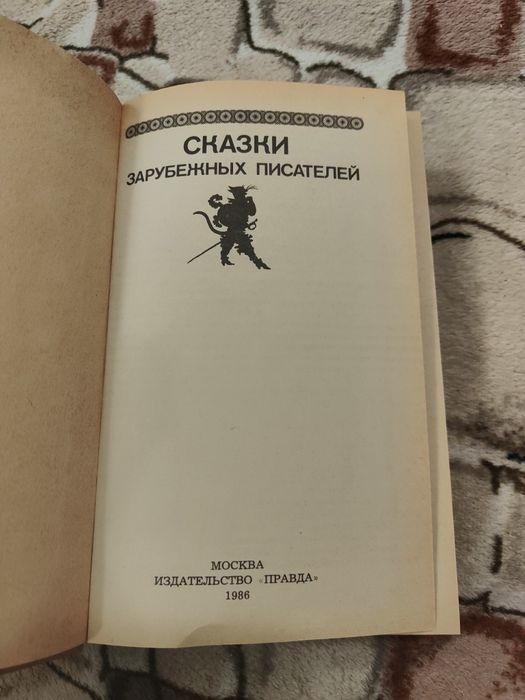 СКАЗКИ
ЗАРУБЕЖНЫХ ПИСАТЕЛЕЙ
МОСКВА
ИЗДАТЕЛЬСТВО «ПРАВДА»
1986